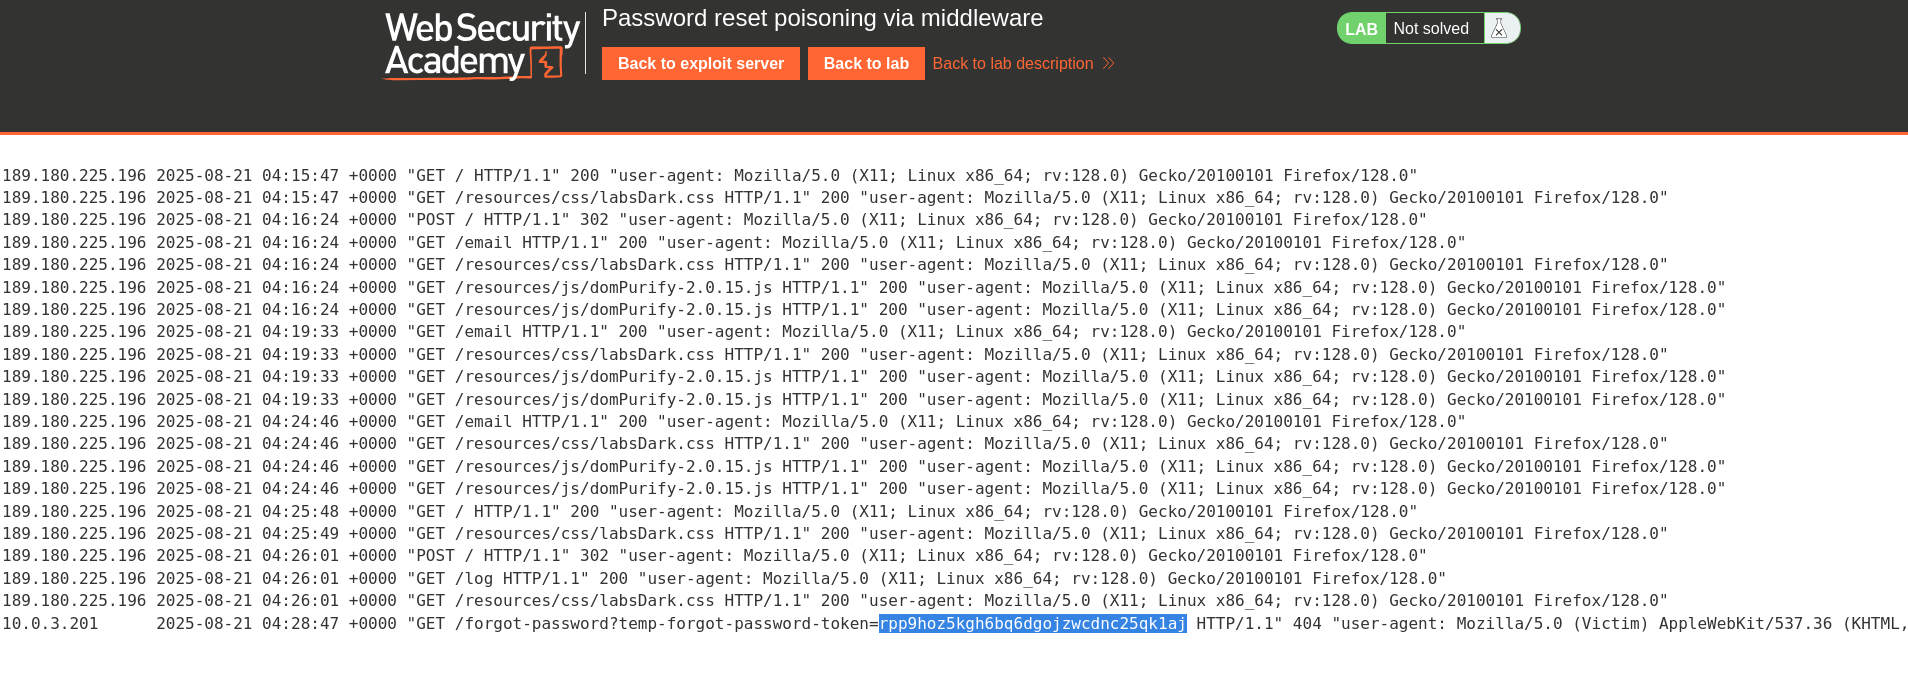 Web Security
Academy
Password reset poisoning via middleware
Back to exploit server
Back to lab
Back to lab description
LAB
Not solved
189.180.225.196 2025-08-21 04:15:47 +0000 "GET / HTTP/1.1" 200 "user-agent: Mozilla/5.0 (X11; Linux x86_64; rv:128.0) Gecko/20100101 Firefox/128.0"
189.180.225.196 2025-08-21 04:15:47 +0000 "GET /resources/css/labsDark.css HTTP/1.1" 200 "user-agent: Mozilla/5.0 (X11; Linux x86_64; rv:128.0) Gecko/20100101 Firefox/128.0"
189.180.225.196 2025-08-21 04:16:24 +0000 "POST / HTTP/1.1" 302 "user-agent: Mozilla/5.0 (X11; Linux x86_64; rv:128.0) Gecko/20100101 Firefox/128.0"
189.180.225.196 2025-08-21 04:16:24 +0000 "GET /email HTTP/1.1" 200 "user-agent: Mozilla/5.0 (X11; Linux x86_64; rv:128.0) Gecko/20100101 Firefox/128.0"
189.180.225.196 2025-08-21 04:16:24 +0000 "GET /resources/css/labsDark.css HTTP/1.1" 200 "user-agent: Mozilla/5.0 (X11; Linux x86_64; rv:128.0) Gecko/20100101 Firefox/128.0"
189.180.225.196 2025-08-21 04:16:24 +0000 "GET /resources/js/domPurify-2.0.15.js HTTP/1.1" 200 "user-agent: Mozilla/5.0 (X11; Linux x86_64; rv:128.0) Gecko/20100101 Firefox/128.0"
189.180.225.196 2025-08-21 04:16:24 +0000 "GET /resources/js/domPurify-2.0.15.js HTTP/1.1" 200 "user-agent: Mozilla/5.0 (X11; Linux x86_64; rv:128.0) Gecko/20100101 Firefox/128.0"
189.180.225.196 2025-08-21 04:19:33 +0000 "GET /email HTTP/1.1" 200 "user-agent: Mozilla/5.0 (X11; Linux x86_64; rv:128.0) Gecko/20100101 Firefox/128.0"
189.180.225.196 2025-08-21 04:19:33 +0000 "GET /resources/css/labsDark.css HTTP/1.1" 200 "user-agent: Mozilla/5.0 (X11; Linux x86_64; rv:128.0) Gecko/20100101 Firefox/128.0"
189.180.225.196 2025-08-21 04:19:33 +0000 "GET /resources/js/domPurify-2.0.15.js HTTP/1.1" 200 "user-agent: Mozilla/5.0 (X11; Linux x86_64; rv:128.0) Gecko/20100101 Firefox/128.0"
189.180.225.196 2025-08-21 04:19:33 +0000 "GET /resources/js/domPurify-2.0.15.js HTTP/1.1" 200 "user-agent: Mozilla/5.0 (X11; Linux x86_64; rv:128.0) Gecko/20100101 Firefox/128.0"
189.180.225.196 2025-08-21 04:24:46 +0000 "GET /email HTTP/1.1" 200 "user-agent: Mozilla/5.0 (X11; Linux x86_64; rv:128.0) Gecko/20100101 Firefox/128.0"
189.180.225.196 2025-08-21 04:24:46 +0000 "GET /resources/css/labsDark.css HTTP/1.1" 200 "user-agent: Mozilla/5.0 (X11; Linux x86_64; rv:128.0) Gecko/20100101 Firefox/128.0"
189.180.225.196 2025-08-21 04:24:46 +0000 "GET /resources/js/domPurify-2.0.15.js HTTP/1.1" 200 "user-agent: Mozilla/5.0 (X11; Linux x86_64; rv:128.0) Gecko/20100101 Firefox/128.0"
189.180.225.196 2025-08-21 04:24:46 +0000 "GET /resources/js/domPurify-2.0.15.js HTTP/1.1" 200 "user-agent: Mozilla/5.0 (X11; Linux x86_64; rv:128.0) Gecko/20100101 Firefox/128.0"
189.180.225.196 2025-08-21 04:25:48 +0000 "GET / HTTP/1.1" 200 "user-agent: Mozilla/5.0 (X11; Linux x86_64; rv:128.0) Gecko/20100101 Firefox/128.0"
189.180.225.196 2025-08-21 04:25:49 +0000 "GET /resources/css/labsDark.css HTTP/1.1" 200 "user-agent: Mozilla/5.0 (X11; Linux x86_64; rv:128.0) Gecko/20100101 Firefox/128.0"
189.180.225.196 2025-08-21 04:26:01 +0000 "POST / HTTP/1.1" 302 "user-agent: Mozilla/5.0 (X11; Linux x86_64; rv:128.0) Gecko/20100101 Firefox/128.0"
189.180.225.196 2025-08-21 04:26:01 +0000 "GET /log HTTP/1.1" 200 "user-agent: Mozilla/5.0 (X11; Linux x86_64; rv:128.0) Gecko/20100101 Firefox/128.0"
189.180.225.196 2025-08-21 04:26:01 +0000 "GET /resources/css/labsDark.css HTTP/1.1" 200 "user-agent: Mozilla/5.0 (X11; Linux x86_64; rv:128.0) Gecko/20100101 Firefox/128.0"
10.0.3.201      2025-08-21 04:28:47 +0000 "GET /forgot-password?temp-forgot-password-token=rpp9hoz5kgh6bq6dgojzwcdnc25qk1aj HTTP/1.1" 404 "user-agent: Mozilla/5.0 (Victim) AppleWebKit/537.36 (KHTML,